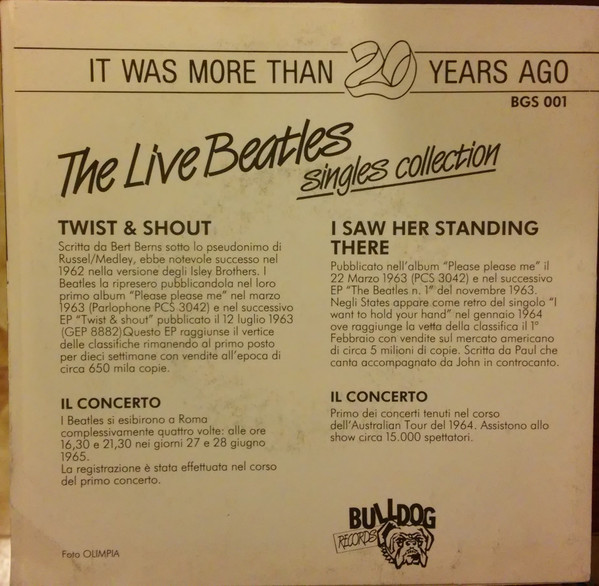 IT WAS MORE THAN 20 YEARS AGO
BGS 001
The Live Beatles
singles collection
TWIST & SHOUT
Scritta da Bert Berns sotto lo pseudonimo di
Russel/Medley, ebbe notevole successo nel
1962 nella versione degli Isley Brothers. I
Beatles la ripresero pubblicandola nel loro
primo album "Please please me" nel marzo
1963 (Parlophone PCS 3042) e nel successivo
EP "Twist & shout" pubblicato il 12 luglio 1963
(GEP 8882)Questo EP raggiunse il vertice
delle classifiche rimanendo al primo posto
per dieci settimane con vendite all'epoca di
circa 650 mila copie.
IL CONCERTO
I Beatles si esibirono a Roma
complessivamente quattro volte: alle ore
16,30 e 21,30 nei giorni 27 e 28 giugno
1965.
La registrazione è stata effettuata nel corso
del primo concerto.
I SAW HER STANDING
THERE
Pubblicato nell'album "Please please me" il
22 Marzo 1963 (PCS 3042) e nel successivo
EP "The Beatles n. 1" del novembre 1963.
Negli States appare come retro del singolo "I
want to hold your hand" nel gennaio 1964
ove raggiunge la vetta della classifica il 1°
Febbraio con vendite sul mercato americano
di circa 5 milioni di copie. Scritta da Paul che
canta accompagnato da John in controcanto.
IL CONCERTO
Primo dei concerti tenuti nel corso
dell'Australian Tour del 1964. Assistono allo
show circa 15.000 spettatori.
BULLDOG
RECORDS
Foto OLIMPIA